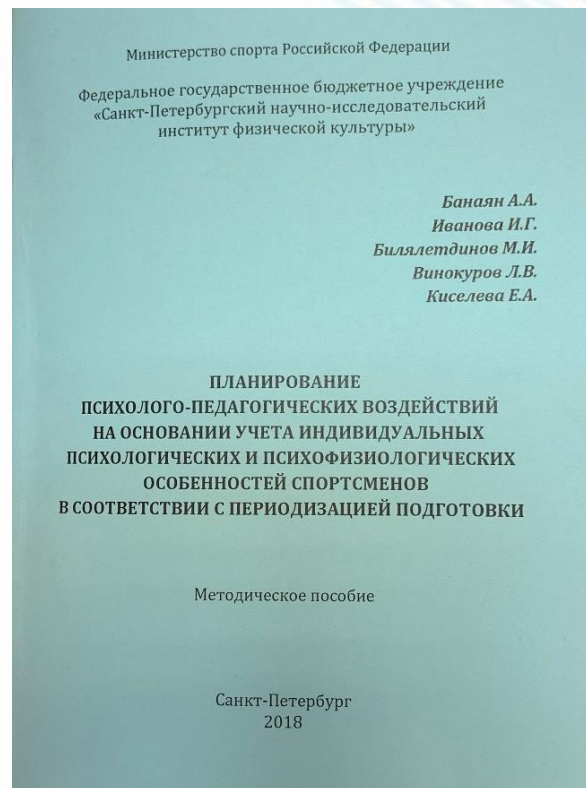 Министерство спорта Российской Федерации
Федеральное государственное бюджетное учреждение
«Санкт-Петербургский научно-исследовательский
институт физической культуры»
Банаян А.А.
Иванова И.Г.
Билялетдинов М.И.
Винокуров Л.В.
Киселева Е.А.
ПЛАНИРОВАНИЕ
ПСИХОЛОГО-ПЕДАГОГИЧЕСКИХ ВОЗДЕЙСТВИЙ
НА ОСНОВАНИИ УЧЕТА ИНДИВИДУАЛЬНЫХ
ПСИХОЛОГИЧЕСКИХ И ПСИХОФИЗИОЛОГИЧЕСКИХ
ОСОБЕННОСТЕЙ СПОРТСМЕНОВ
В СООТВЕТСТВИИ С ПЕРИОДИЗАЦИЕЙ ПОДГОТОВКИ
Методическое пособие
Санкт-Петербург
2018